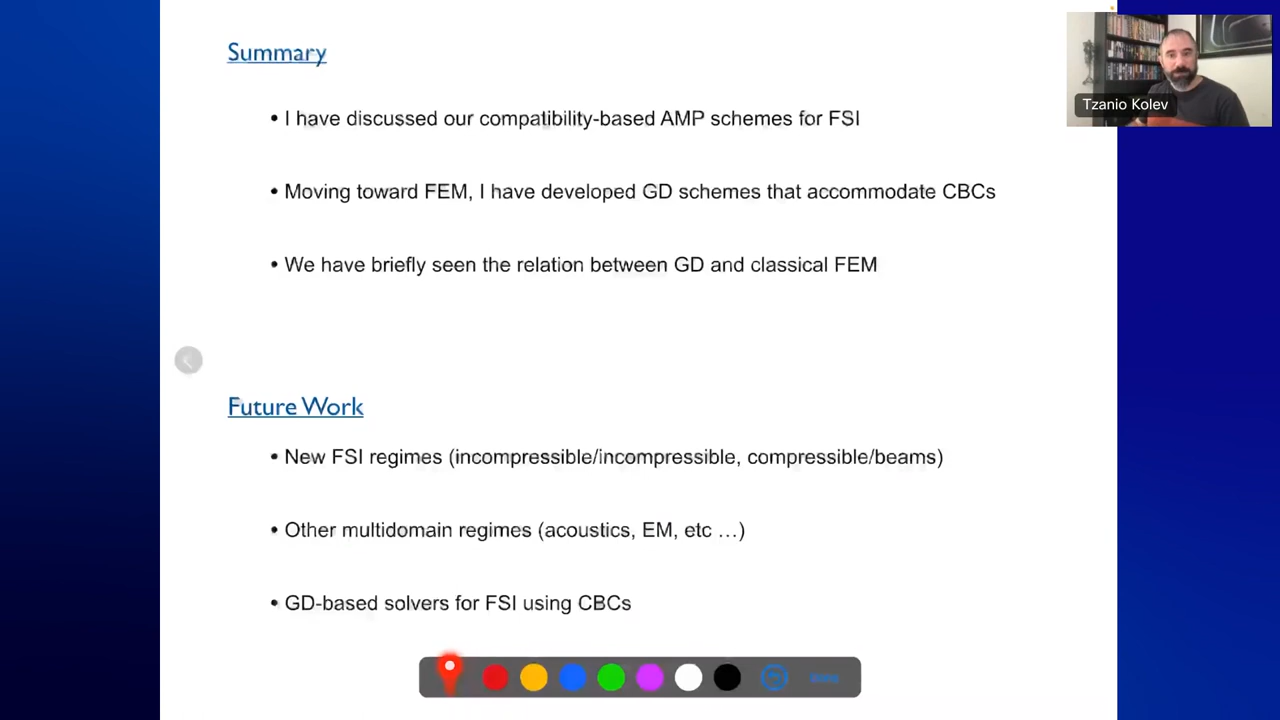 Summary
Tzanio Kolev
• I have discussed our compatibility-based AMP schemes for FSI
• Moving toward FEM, I have developed GD schemes that accommodate CBCs
• We have briefly seen the relation between GD and classical FEM
Future Work
• New FSI regimes (incompressible/incompressible, compressible/beams)
• Other multidomain regimes (acoustics, EM, etc …)
• GD-based solvers for FSI using CBCs